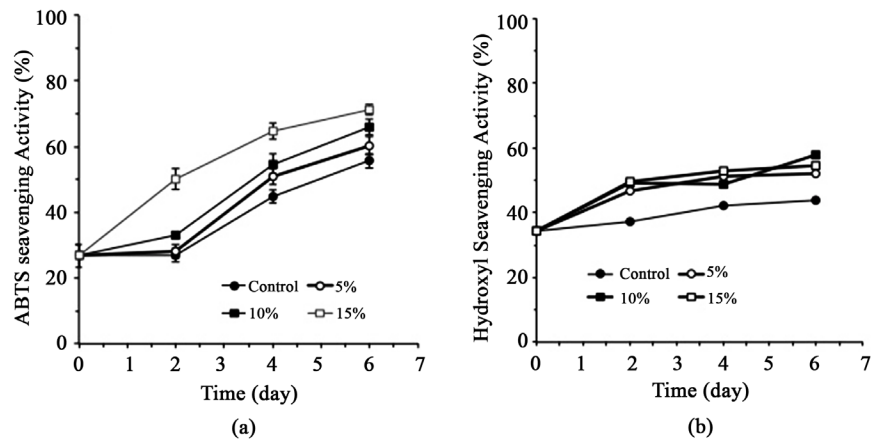 ABTS seavenging Activity (%)
100
80
60
40
20
0
Control 5%
10% 15%
0 1 2 3 4 5 6 7
Time (day)
(a)
Hydroxyl Seavenging Activity (%)
100
80
60
40
20
0
Control 5%
10% 15%
0 1 2 3 4 5 6 7
Time (day)
(b)